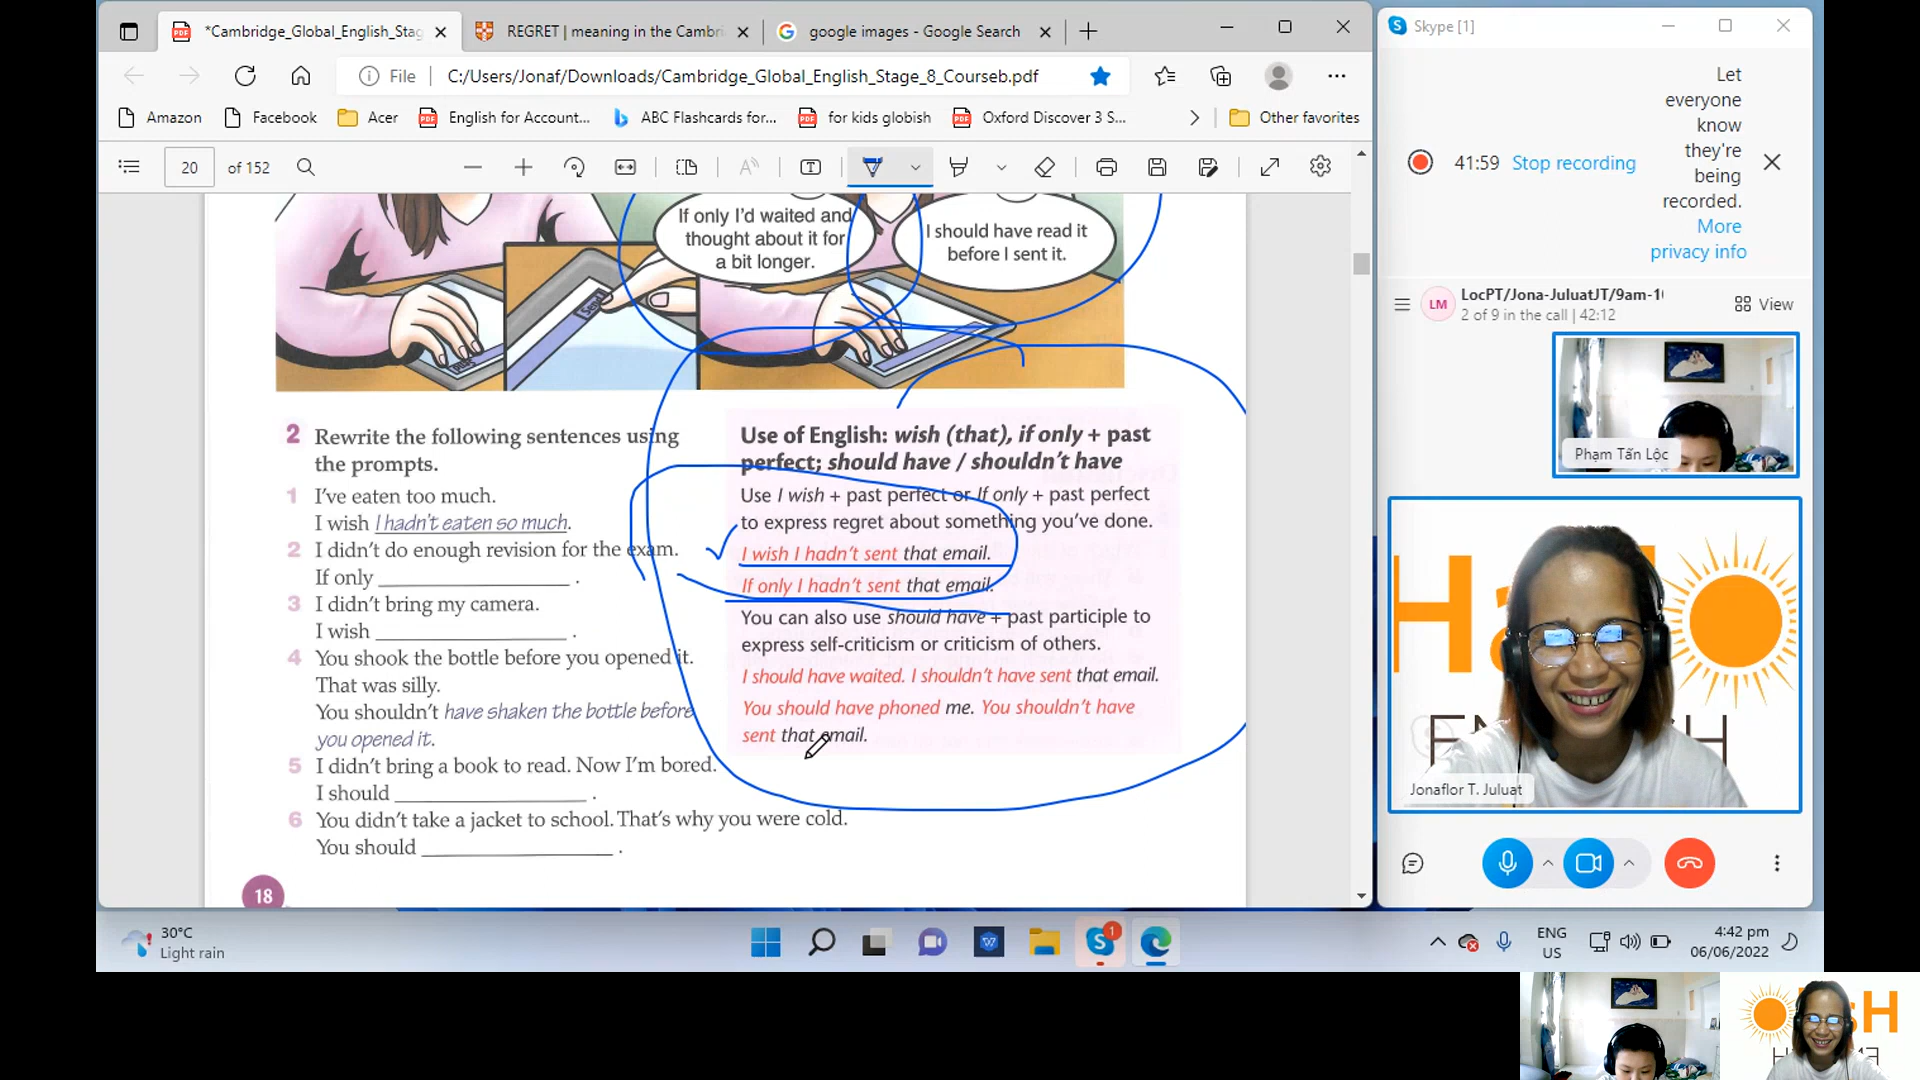 *Cambridge_Global_English_Stag
REGRET | meaning in the Cambri
google images - Google Search
File
C:/Users/Jonaf/Downloads/Cambridge_Global_English_Stage_8_Courseb.pdf
Amazon
Facebook
Acer
English for Account...
ABC Flashcards for...
for kids globish
Oxford Discover 3 S...
Other favorites
20 of 152
If only I'd waited and
thought about it for
a bit longer.
I should have read it
before I sent it.
Send
2 Rewrite the following sentences using
the prompts.
1 I've eaten too much.
I wish I hadn't eaten so much.
2 I didn't do enough revision for the exam.
If only ____________________ .
3 I didn't bring my camera.
I wish ____________________ .
4 You shook the bottle before you opened it.
That was silly.
You shouldn't have shaken the bottle before
you opened it.
5 I didn't bring a book to read. Now I'm bored.
I should ____________________ .
6 You didn't take a jacket to school. That's why you were cold.
You should ____________________ .
18
Use of English: wish (that), if only + past
perfect; should have / shouldn't have
Use I wish + past perfect or If only + past perfect
to express regret about something you've done.
I wish I hadn't sent that email.
If only I hadn't sent that email.
You can also use should have + past participle to
express self-criticism or criticism of others.
I should have waited. I shouldn't have sent that email.
You should have phoned me. You shouldn't have
sent that email.
Skype [1]
41:59 Stop recording
Let
everyone
know
they're
being
recorded.
More
privacy info
LM
LocPT/Jona-JuluatJT/9am-1
2 of 9 in the call | 42:12
View
Phạm Tấn Lộc
Jonaflor T. Juluat
30°C
Light rain
1
ENG
US
4:42 pm
06/06/2022